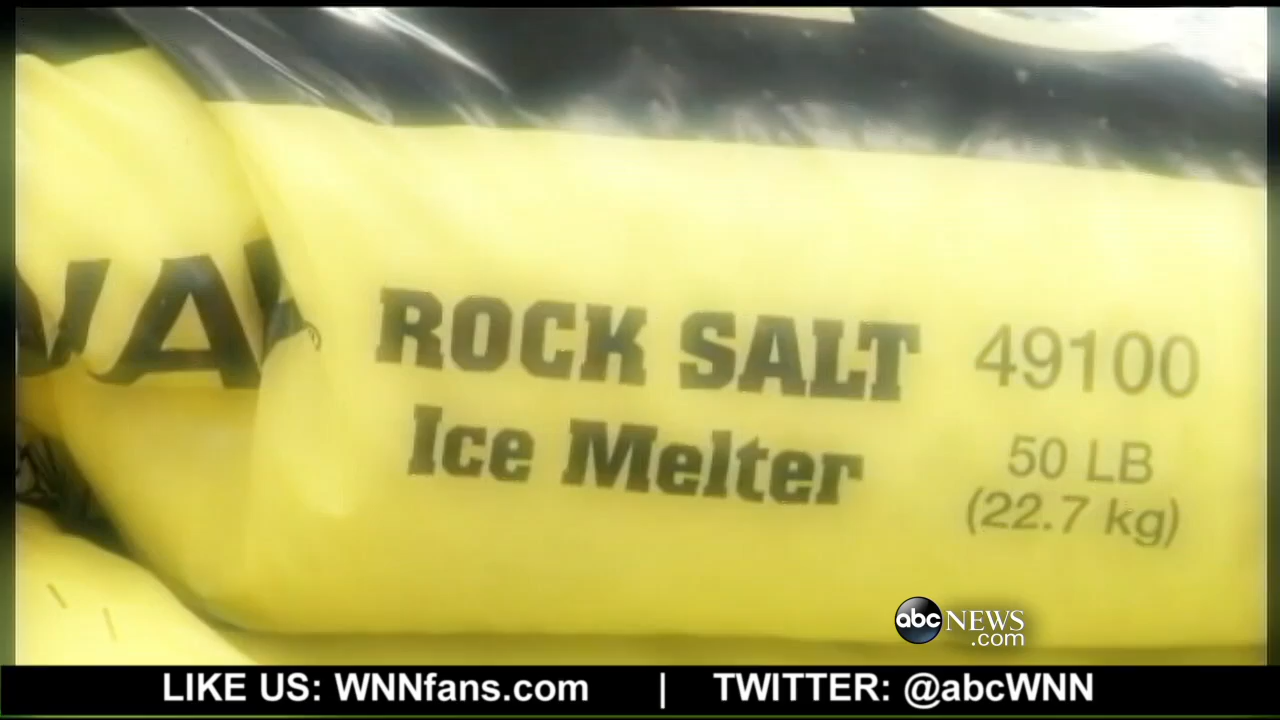 ROCK SALT 49100
Ice Melter
50 LB
(22.7 kg)
abc NEWS
.com
LIKE US: WNNfans.com | TWITTER: @abcWNN